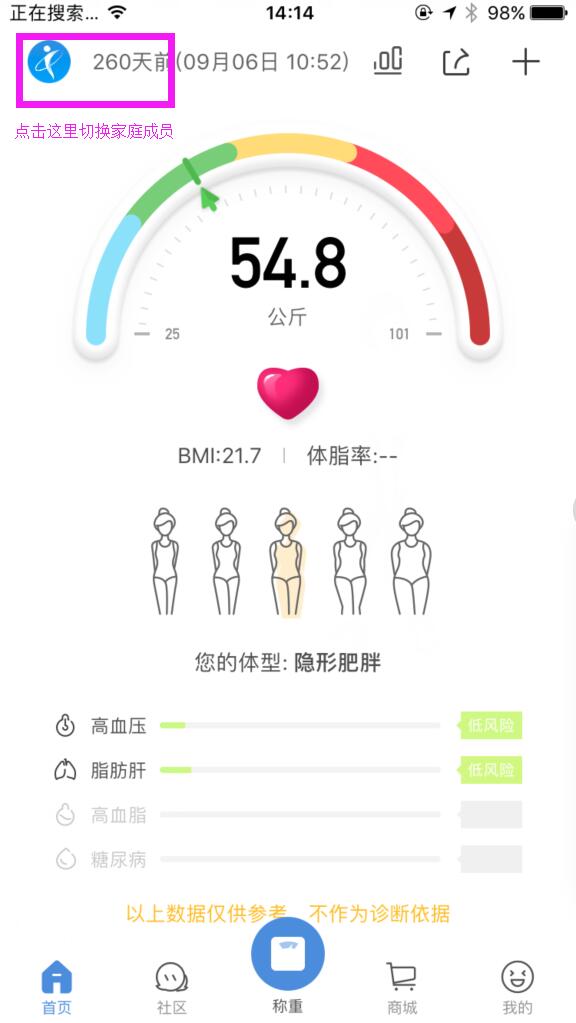 正在搜索... 14:14 98%
260天前(09月06日 10:52)
点击这里切换家庭成员
54.8
公斤
25 101
BMI:21.7 体脂率:--
您的体型: 隐形肥胖
高血压 低风险
脂肪肝 低风险
高血脂
糖尿病
以上数据仅供参考，不作为诊断依据
首页 社区 称重 商城 我的